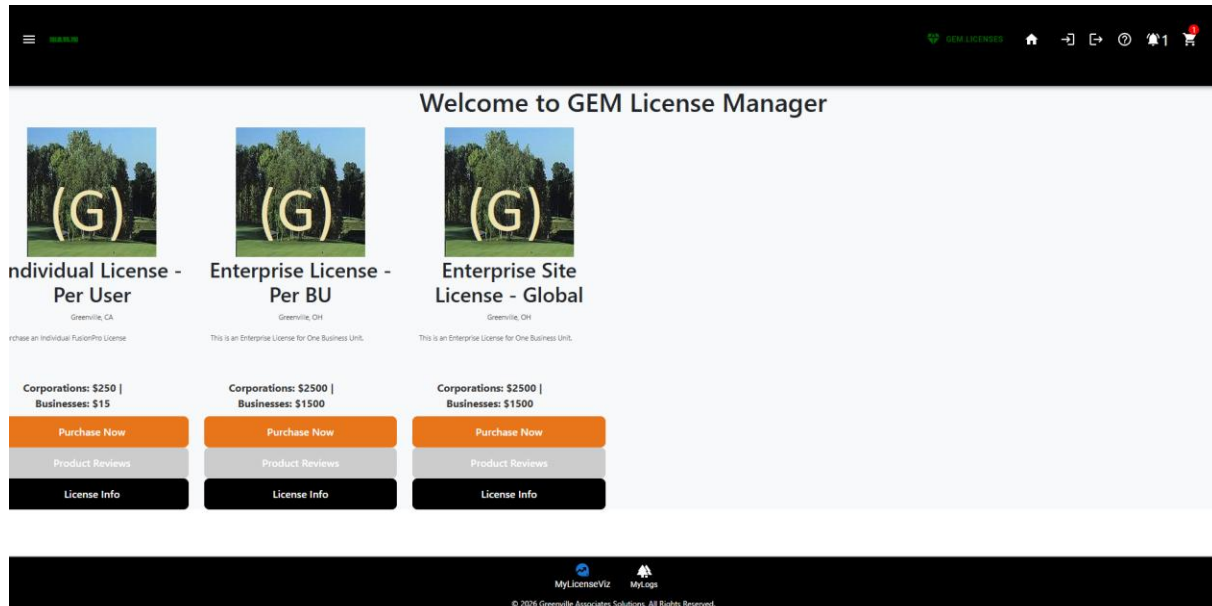 GEM LICENSES
1
1
Welcome to GEM License Manager
(G)
(G)
(G)
ndividual License -
Per User
Enterprise License -
Per BU
Enterprise Site
License - Global
Greenville, CA
Greenville, OH
Greenville, OH
rchase an Individual FusionPro License
This is an Enterprise License for One Business Unit.
This is an Enterprise License for One Business Unit.
Corporations: $250 |
Businesses: $15
Corporations: $2500 |
Businesses: $1500
Corporations: $2500 |
Businesses: $1500
Purchase Now
Purchase Now
Purchase Now
Product Reviews
Product Reviews
Product Reviews
License Info
License Info
License Info
MyLicenseViz
MyLogs
© 2026 Greenville Associates Solutions. All Rights Reserved.